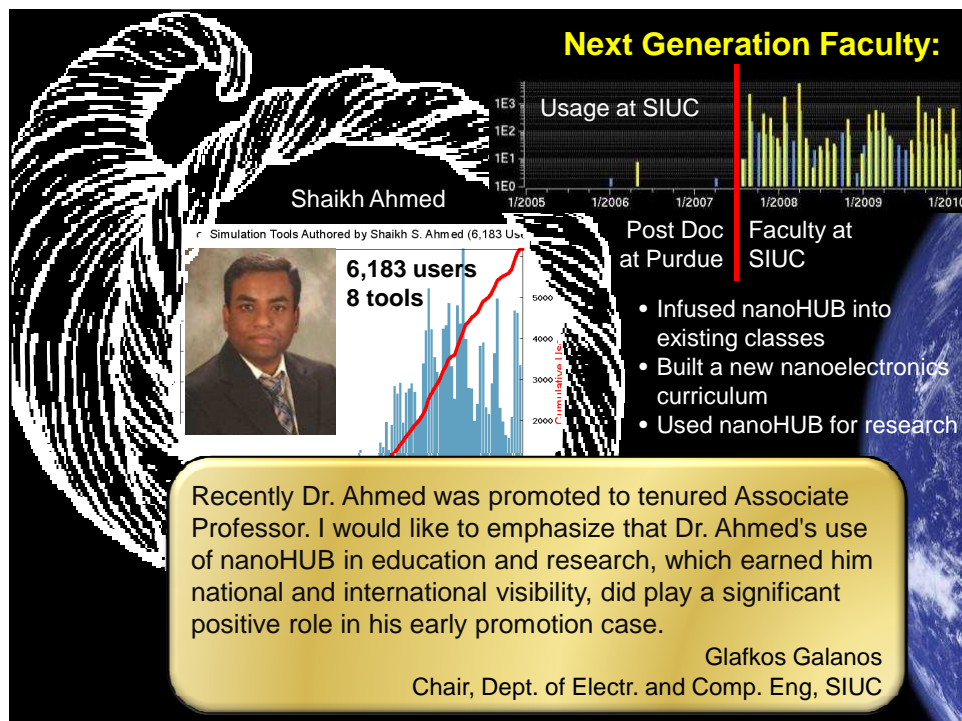 Next Generation Faculty:
Usage at SIUC
1E3
1E2
1E1
1E0
1/2005
1/2006
1/2007
1/2008
1/2009
1/2010
Shaikh Ahmed
Post Doc
at Purdue
Faculty at
SIUC
Simulation Tools Authored by Shaikh S. Ahmed (6,183
6,183 users
8 tools
5000
4000
3000
2000
Cumulative
• Infused nanoHUB into
existing classes
• Built a new nanoelectronics
curriculum
• Used nanoHUB for research
Recently Dr. Ahmed was promoted to tenured Associate
Professor. I would like to emphasize that Dr. Ahmed's use
of nanoHUB in education and research, which earned him
national and international visibility, did play a significant
positive role in his early promotion case.
Glafkos Galanos
Chair, Dept. of Electr. and Comp. Eng, SIUC